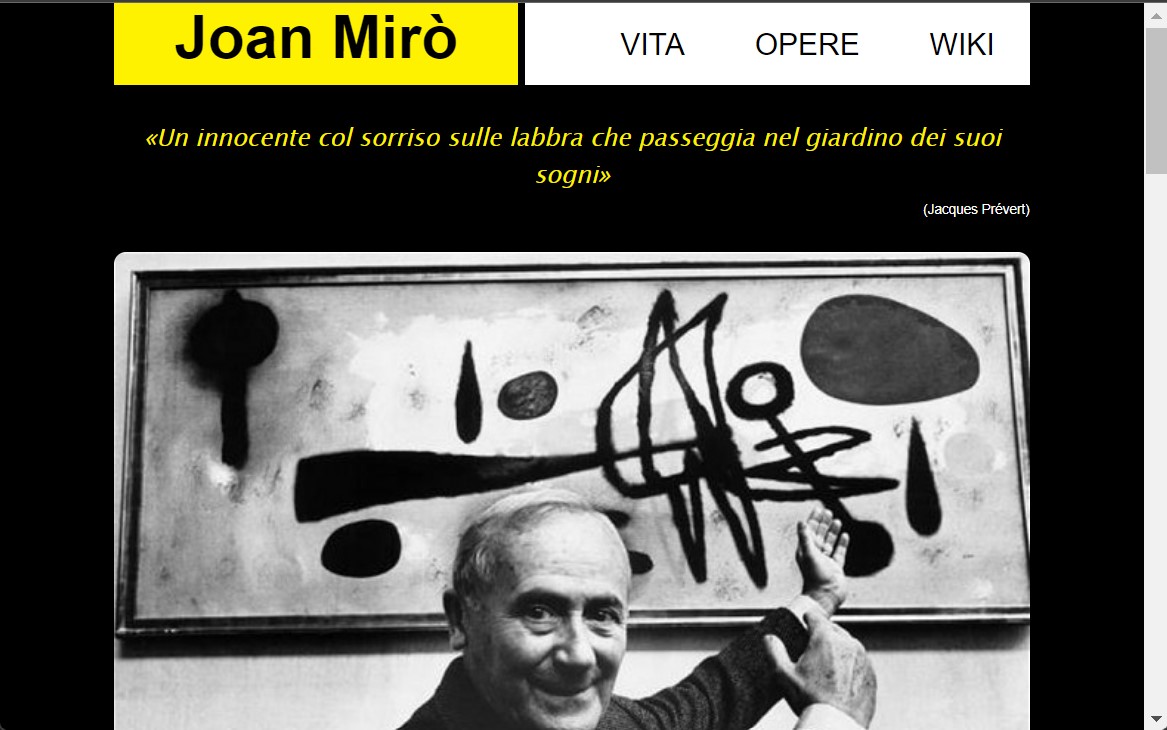 Joan Mirò
VITA OPERE WIKI
«Un innocente col sorriso sulle labbra che passeggia nel giardino dei suoi
sogni»
(Jacques Prévert)